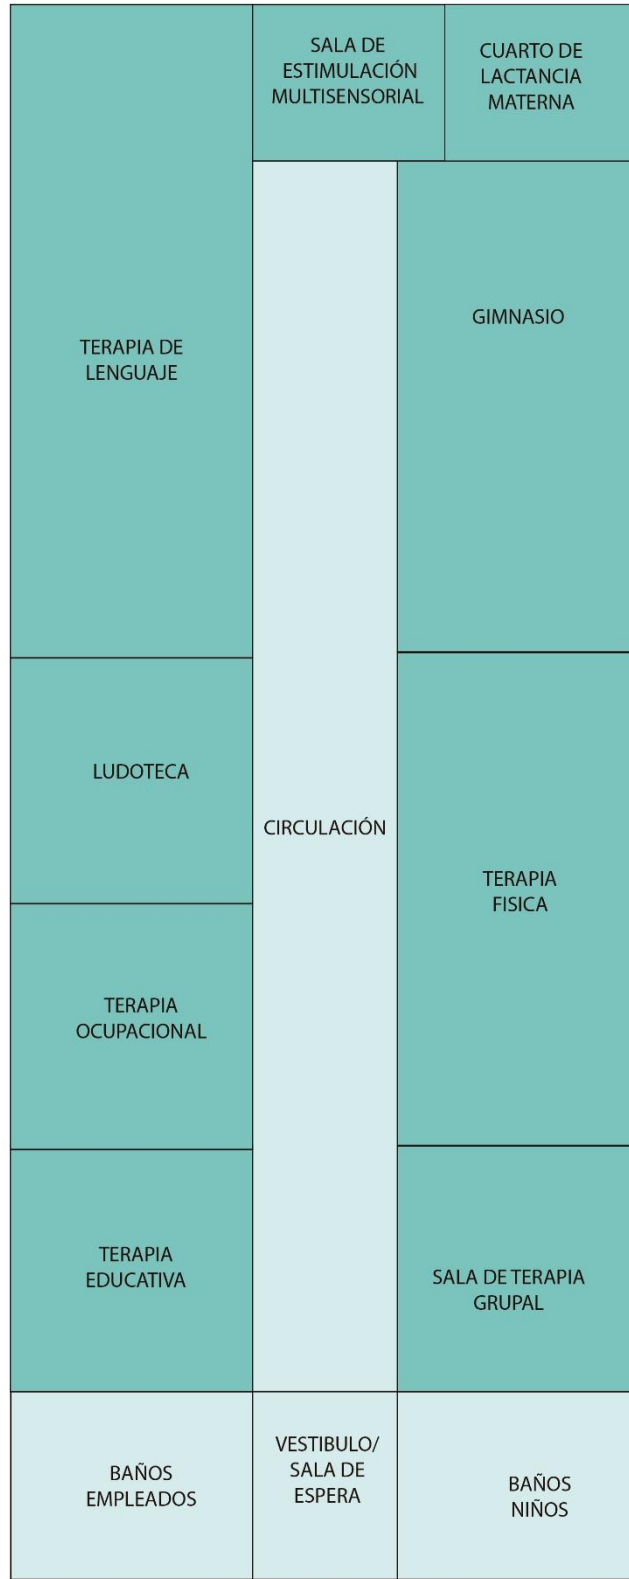 SALA DE
ESTIMULACIÓN
MULTISENSORIAL
CUARTO DE
LACTANCIA
MATERNA
GIMNASIO
TERAPIA DE
LENGUAJE
LUDOTECA
CIRCULACIÓN
TERAPIA
FISICA
TERAPIA
OCUPACIONAL
TERAPIA
EDUCATIVA
SALA DE TERAPIA
GRUPAL
BAÑOS
EMPLEADOS
VESTIBULO/
SALA DE
ESPERA
BAÑOS
NIÑOS